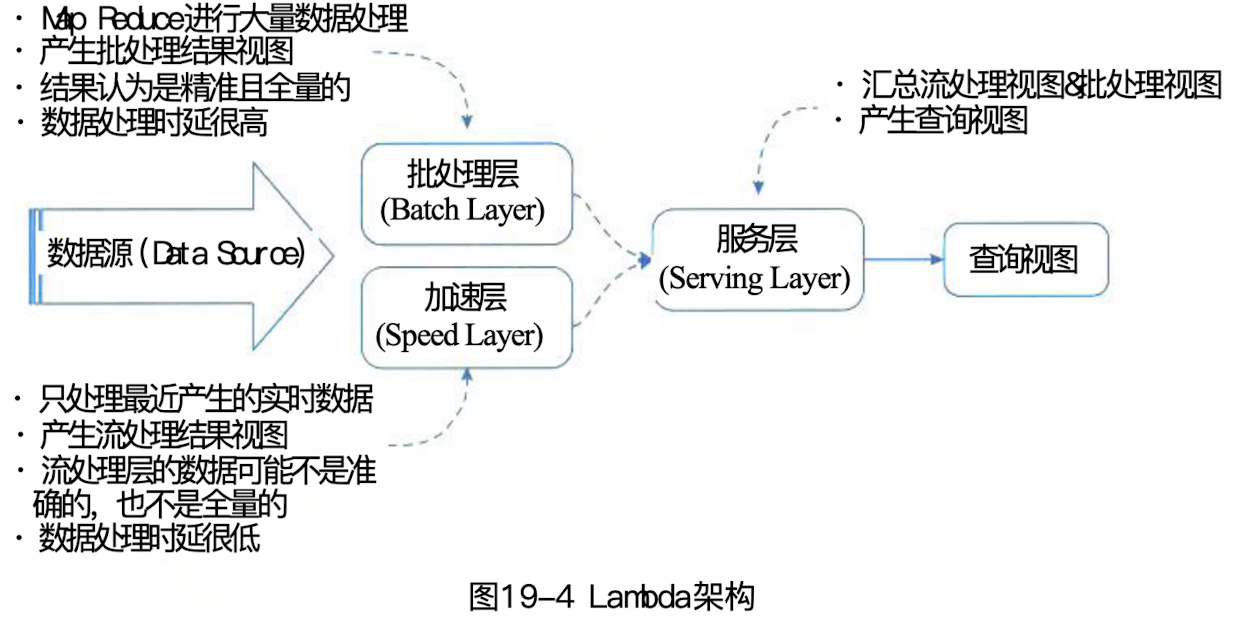 · Map Reduce进行大量数据处理
· 产生批处理结果视图
· 结果认为是精准且全量的
· 数据处理时延很高
· 汇总流处理视图&批处理视图
· 产生查询视图
数据源(Data Source)
批处理层
(Batch Layer)
加速层
(Speed Layer)
服务层
(Serving Layer)
查询视图
· 只处理最近产生的实时数据
· 产生流处理结果视图
· 流处理层的数据可能不是准
确的，也不是全量的
· 数据处理时延很低
图19-4 Lambda架构